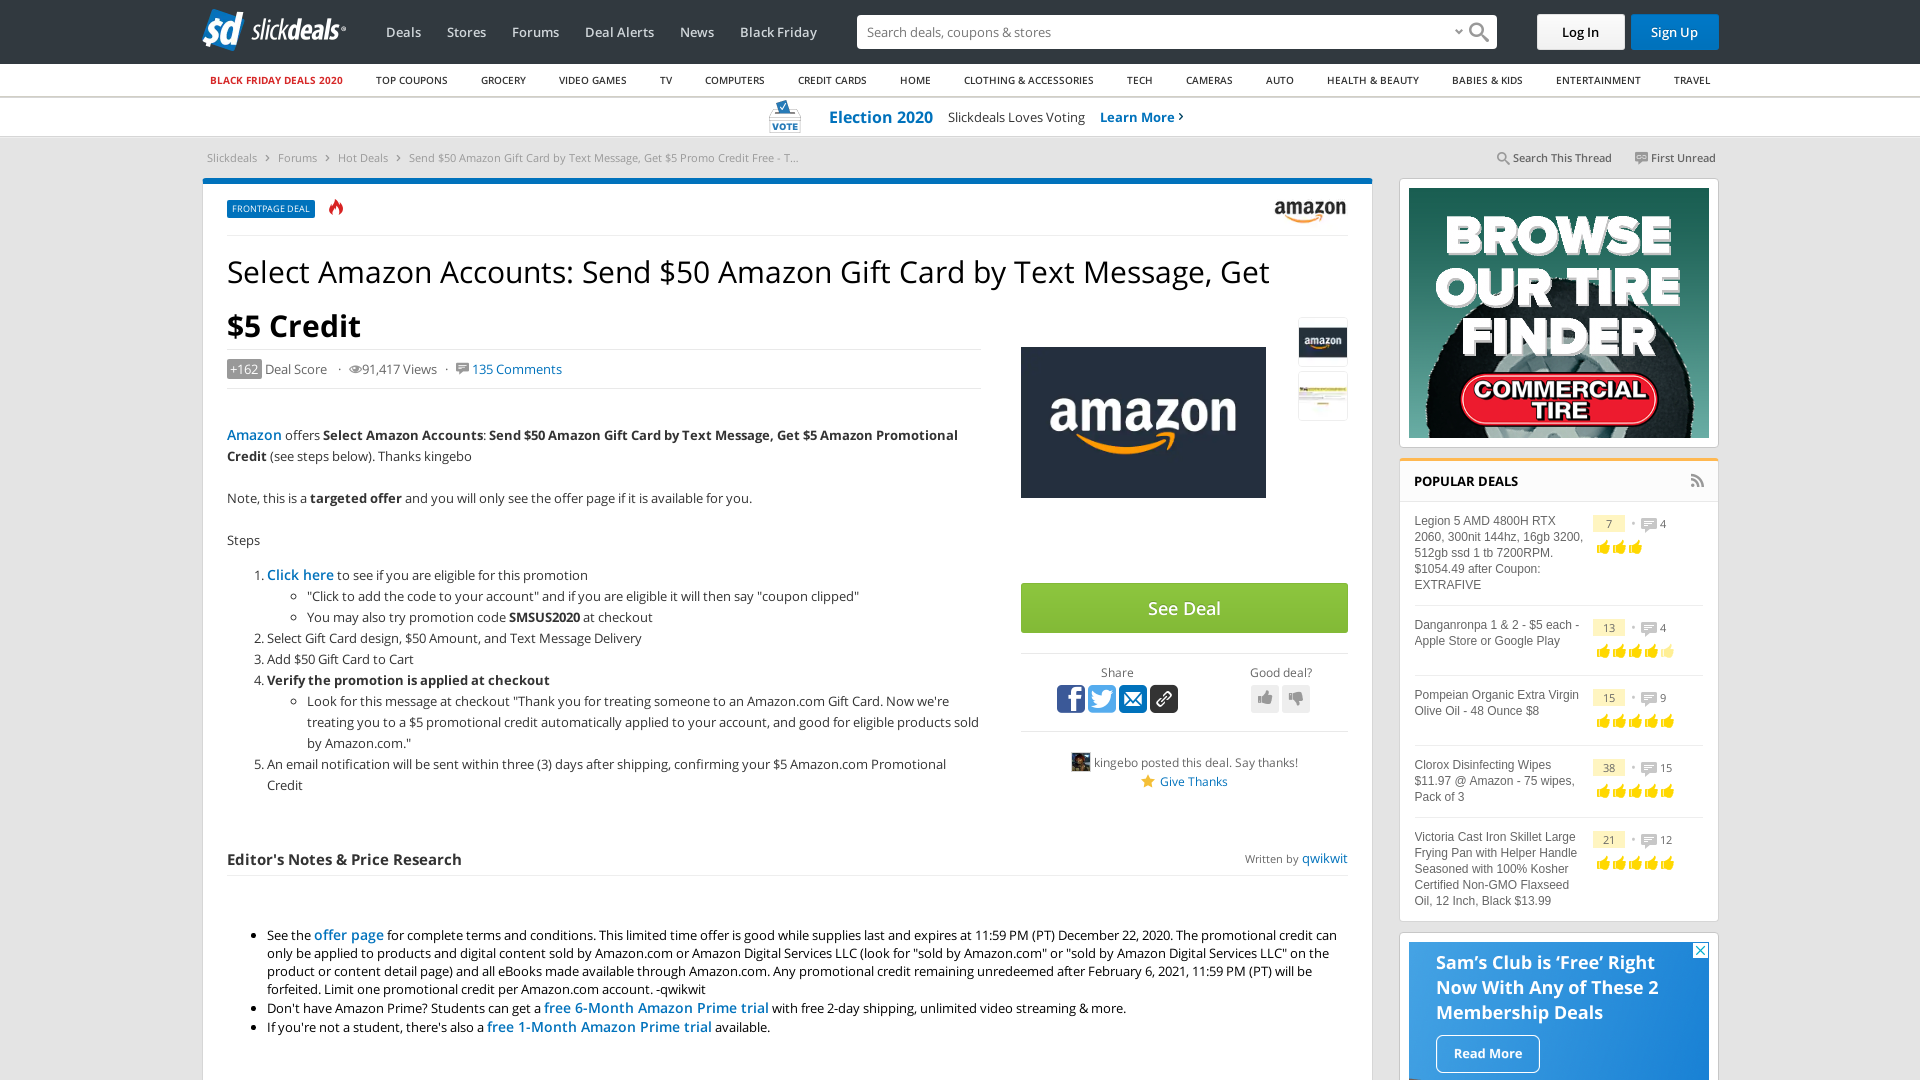 slickdeals
Deals Stores Forums Deal Alerts News Black Friday
Search deals, coupons & shopping
Log In Sign Up
BLACK FRIDAY DEALS 2020 TOP COUPONS GROCERY VIDEO GAMES TV COMPUTERS CREDIT CARDS HOME CLOTHING & ACCESSORIES TECH CAMERAS AUTO HEALTH & BEAUTY BABIES & KIDS ENTERTAINMENT TRAVEL
VOTE Election 2020 Slickdeals Loves Voting Learn More
Slickdeals Forums Hot Deals Send $50 Amazon Gift Card by Text Message, Get $5 Promo Credit Free - T...
Search This Thread First Unread
FRONTPAGE DEAL
amazon
Select Amazon Accounts: Send $50 Amazon Gift Card by Text Message, Get
$5 Credit
+162 Deal Score · 91,417 Views · 135 Comments
Amazon offers Select Amazon Accounts: Send $50 Amazon Gift Card by Text Message, Get $5 Amazon Promotional
Credit (see steps below). Thanks kingebo
Note, this is a targeted offer and you will only see the offer page if it is available for you.
Steps
1. Click here to see if you are eligible for this promotion
"Click to add the code to your account" and if you are eligible it will then say "coupon clipped"
You may also try promotion code SMSUS2020 at checkout
2. Select Gift Card design, $50 Amount, and Text Message Delivery
3. Add $50 Gift Card to Cart
4. Verify the promotion is applied at checkout
Look for this message at checkout "Thank you for treating someone to an Amazon.com Gift Card. Now we're
treating you to a $5 promotional credit automatically applied to your account, and good for eligible products sold
by Amazon.com."
5. An email notification will be sent within three (3) days after shipping, confirming your $5 Amazon.com Promotional
Credit
amazon
amazon
See Deal
Share Good deal?
kingebo posted this deal. Say thanks!
Give Thanks
Editor's Notes & Price Research
Written by qwikwit
See the offer page for complete terms and conditions. This limited time offer is good while supplies last and expires at 11:59 PM (PT) December 22, 2020. The promotional credit can
only be applied to products and digital content sold by Amazon.com or Amazon Digital Services LLC (look for "sold by Amazon.com" or "sold by Amazon Digital Services LLC" on the
product or content detail page) and all eBooks made available through Amazon.com. Any promotional credit remaining unredeemed after February 6, 2021, 11:59 PM (PT) will be
forfeited. Limit one promotional credit per Amazon.com account. -qwikwit
Don't have Amazon Prime? Students can get a free 6-Month Amazon Prime trial with free 2-day shipping, unlimited video streaming & more.
If you're not a student, there's also a free 1-Month Amazon Prime trial available.
BROWSE
OUR TIRE
FINDER
COMMERCIAL
TIRE
POPULAR DEALS
Legion 5 AMD 4800H RTX
2060, 300nit 144hz, 16gb 3200,
512gb ssd 1 tb 7200RPM.
$1054.49 after Coupon:
EXTRAFIVE
7 4
Danganronpa 1 & 2 - $5 each -
Apple Store or Google Play
13 4
Pompeian Organic Extra Virgin
Olive Oil - 48 Ounce $8
15 9
Clorox Disinfecting Wipes
$11.97 @ Amazon - 75 wipes,
Pack of 3
38 15
Victoria Cast Iron Skillet Large
Frying Pan with Helper Handle
Seasoned with 100% Kosher
Certified Non-GMO Flaxseed
Oil, 12 Inch, Black $13.99
21 12
Sam's Club is 'Free' Right
Now With Any of These 2
Membership Deals
Read More